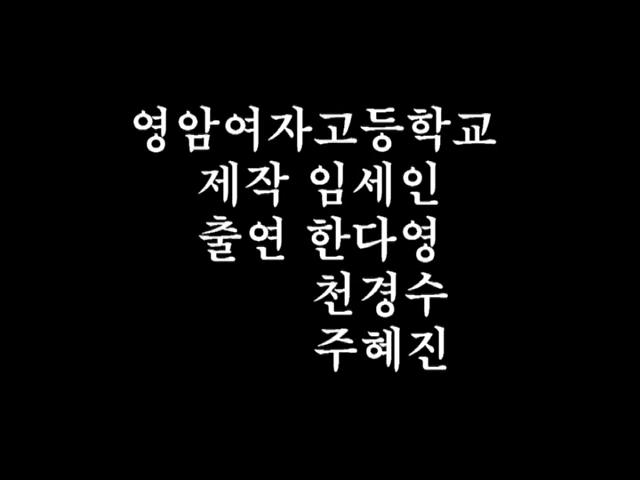 영암여자고등학교
제작 임세인
출연 한다영
천경수
주혜진